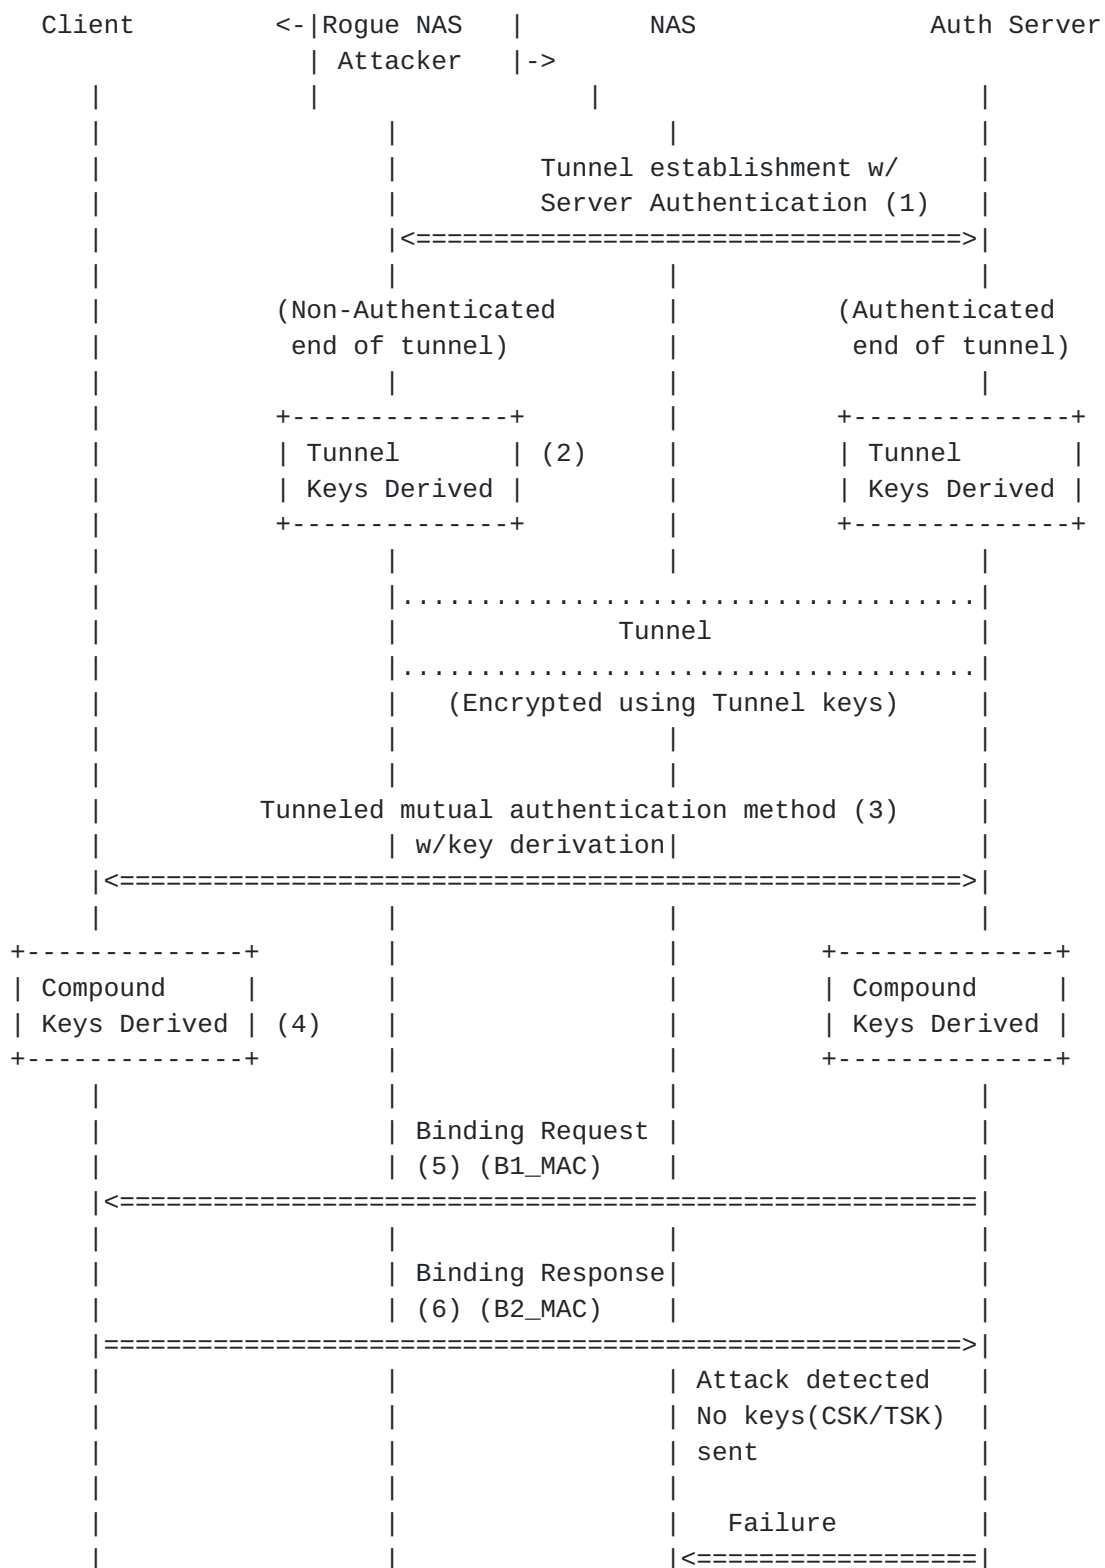 Client <-|Rogue NAS | NAS Auth Server
| Attacker |->
Tunnel establishment w/
Server Authentication (1)
|<====================================>|
(Non-Authenticated | (Authenticated
end of tunnel) | end of tunnel)
+--------------+ | +--------------+
| Tunnel | (2) | | Tunnel |
| Keys Derived | | | Keys Derived |
+--------------+ | +--------------+
|.....................................|
Tunnel
|.....................................|
(Encrypted using Tunnel keys)
Tunneled mutual authentication method (3)
| w/key derivation|
|<======================================================>|
+--------------+ | | +--------------+
| Compound | | | | Compound |
| Keys Derived | (4) | | | Keys Derived |
+--------------+ | | +--------------+
| Binding Request |
| (5) (B1_MAC) |
|<=======================================================|
| Binding Response|
| (6) (B2_MAC) |
|=======================================================>|
| Attack detected |
| No keys(CSK/TSK) |
| sent |
| Failure |
|<==================|